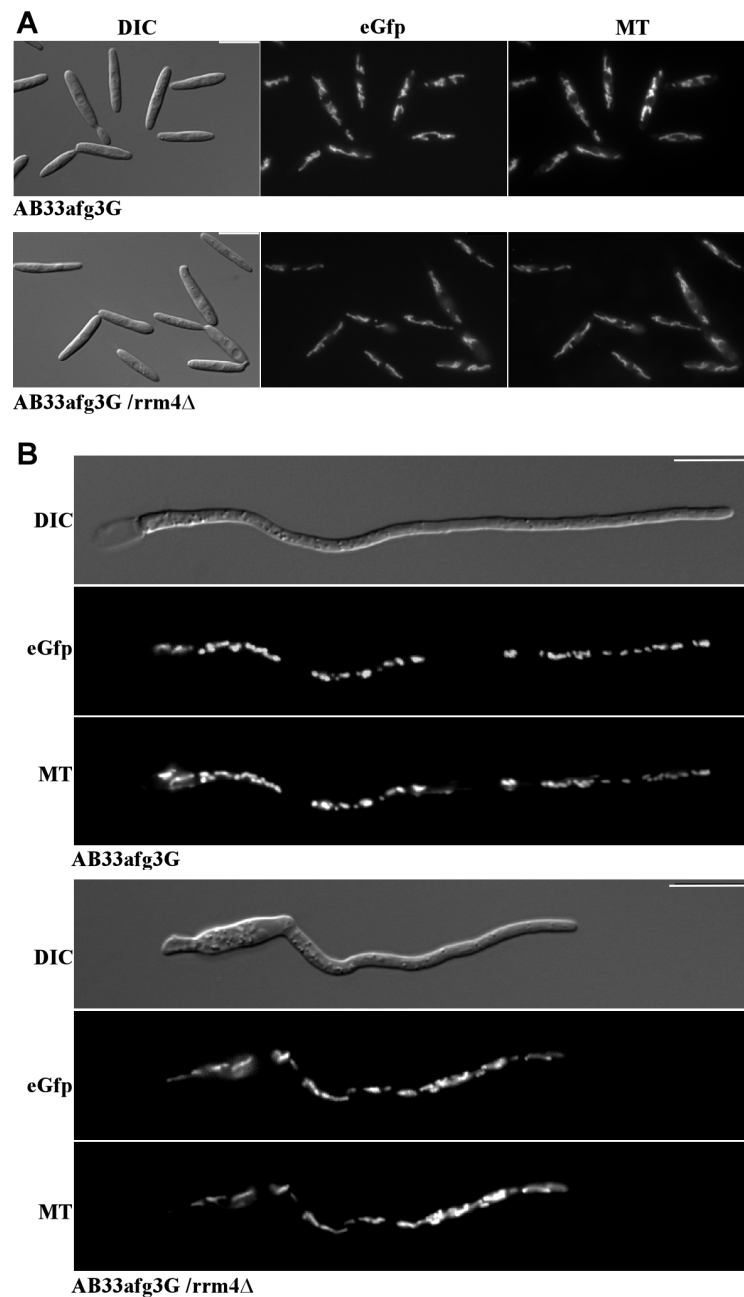 A
DIC eGfp MT
AB33afg3G
AB33afg3G /rrm4Δ
B
DIC
eGfp
MT
AB33afg3G
DIC
eGfp
MT
AB33afg3G /rrm4Δ